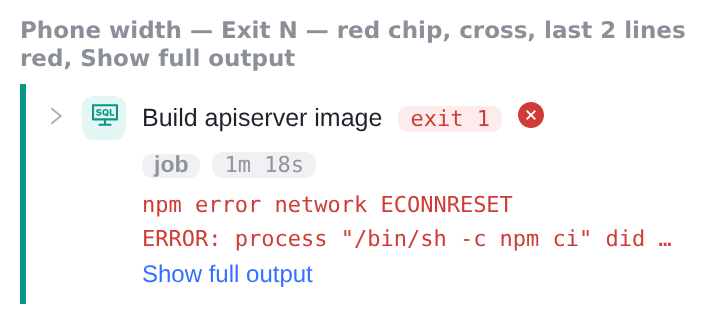 Phone width — Exit N — red chip, cross, last 2 lines
red, Show full output
SQL Build apiserver image exit 1
job 1m 18s
npm error network ECONNRESET
ERROR: process "/bin/sh -c npm ci" did …
Show full output